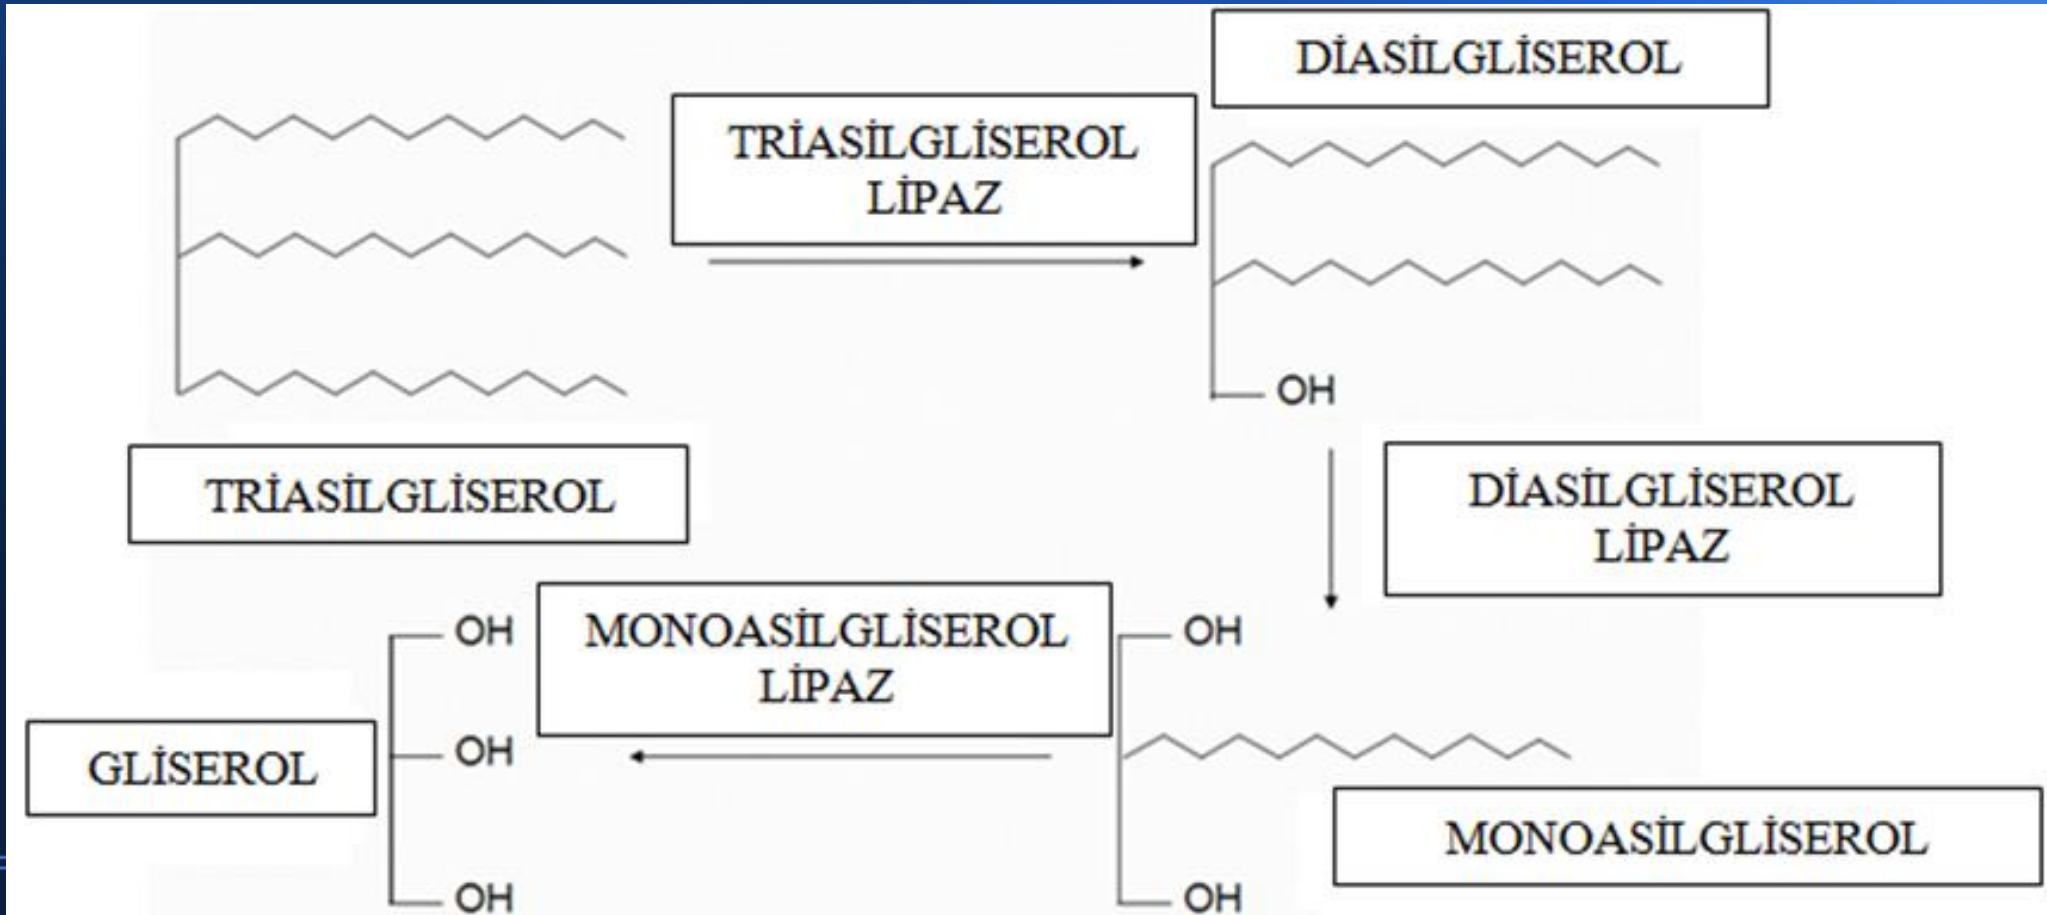 DİASİLGLİSEROL
TRİASİLGLİSEROL
LİPAZ
OH
TRİASİLGLİSEROL
DİASİLGLİSEROL
LİPAZ
OH
MONOASİLGLİSEROL
LİPAZ
OH
GLİSEROL
OH
MONOASİLGLİSEROL
OH
OH